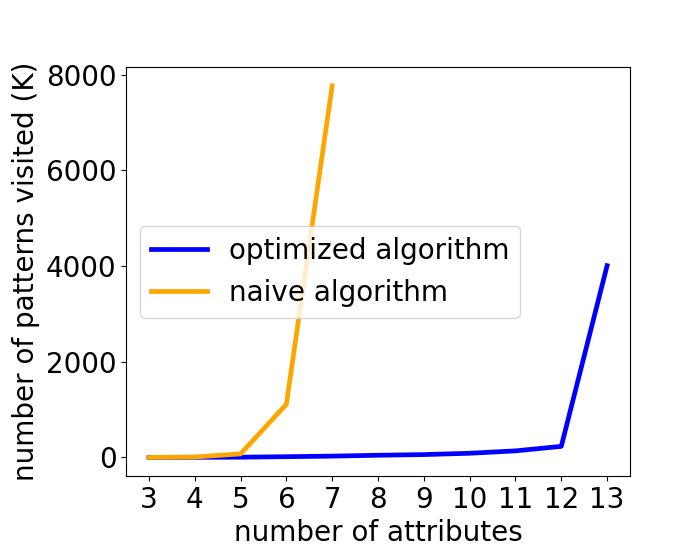 number of patterns visited (K)
8000
6000
4000
2000
0
optimized algorithm
naive algorithm
3 4 5 6 7 8 9 10 11 12 13
number of attributes